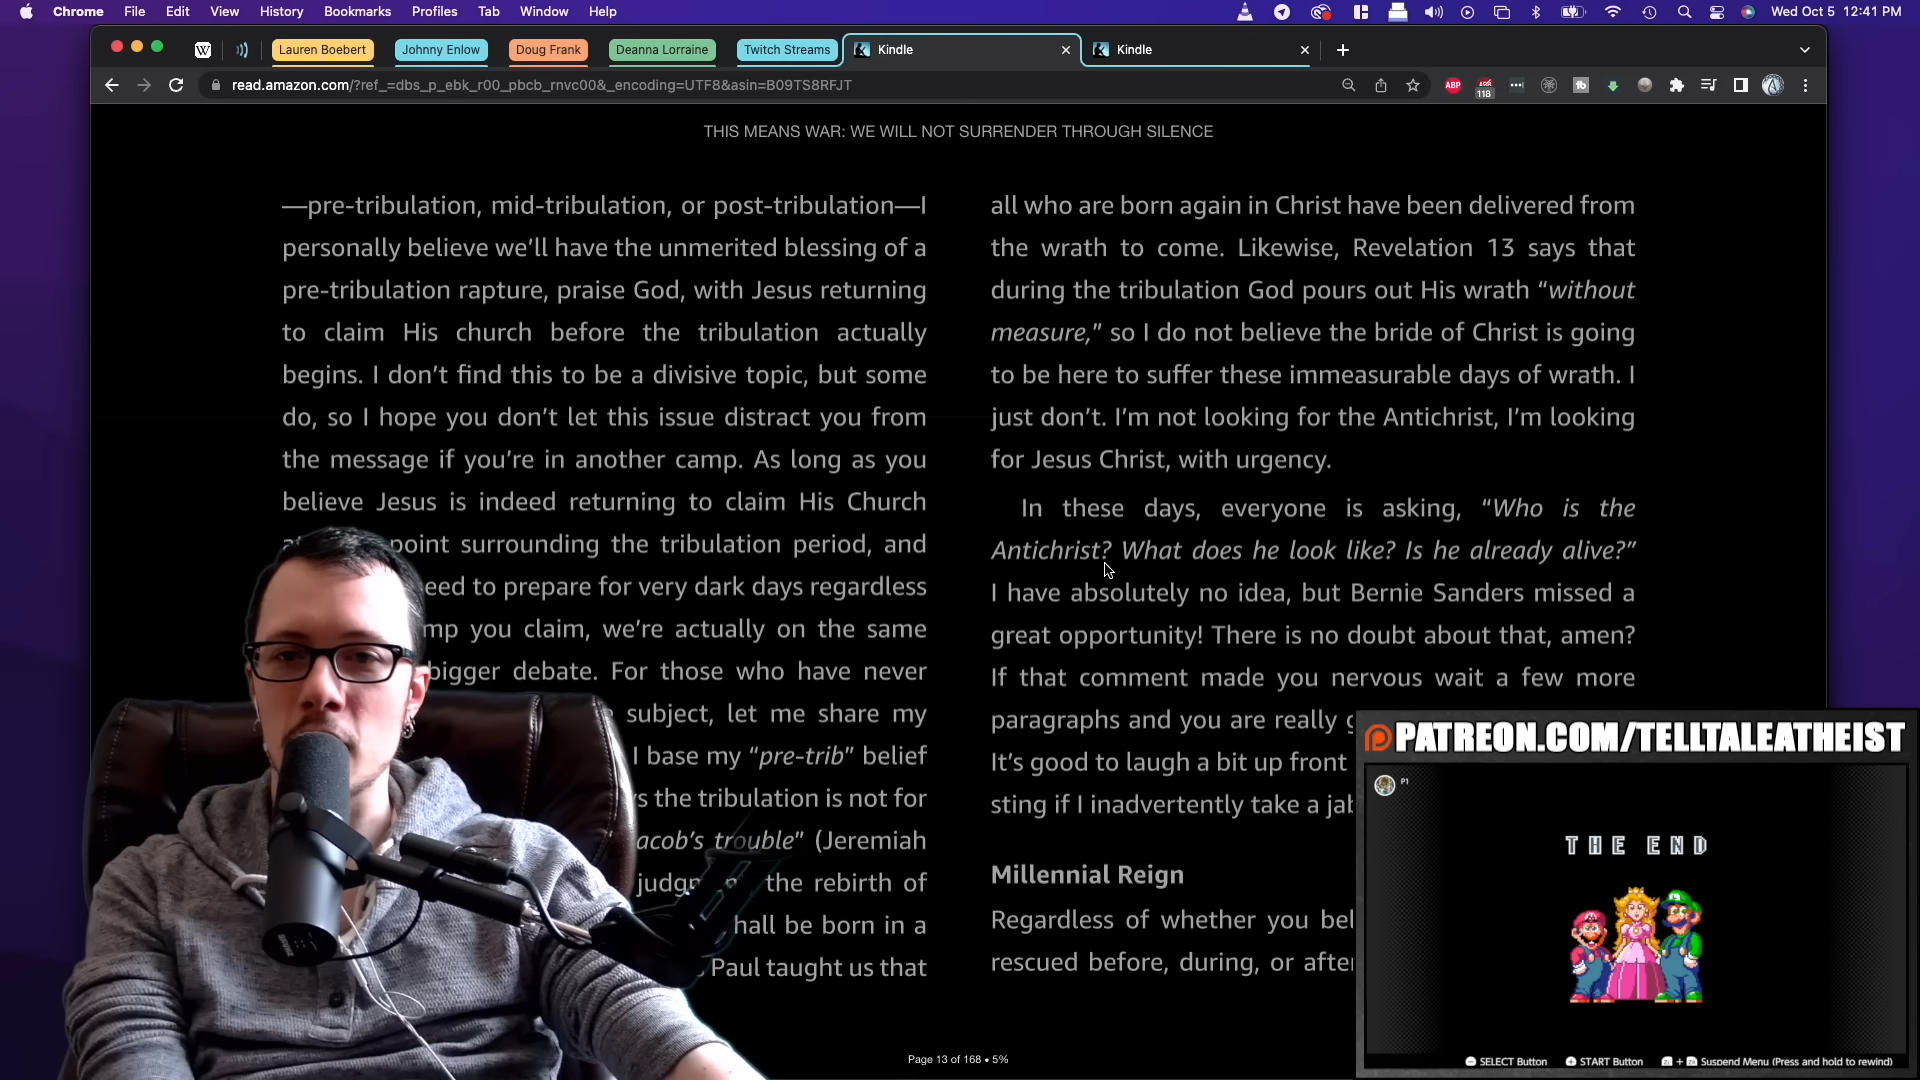 Chrome File Edit View History Bookmarks Profiles Tab Window Help Wed Oct 5 12:41 PM
W Lauren Boebert Johnny Enlow Doug Frank Deanna Lorraine Twitch Streams Kindle Kindle
read.amazon.com/?ref_=dbs_p_ebk_r00_pbcb_rnvc00&_encoding=UTF8&asin=B09TS8RFJT ABP 118
THIS MEANS WAR: WE WILL NOT SURRENDER THROUGH SILENCE
—pre-tribulation, mid-tribulation, or post-tribulation—I
personally believe we’ll have the unmerited blessing of a
pre-tribulation rapture, praise God, with Jesus returning
to claim His church before the tribulation actually
begins. I don’t find this to be a divisive topic, but some
do, so I hope you don’t let this issue distract you from
the message if you’re in another camp. As long as you
believe Jesus is indeed returning to claim His Church
point surrounding the tribulation period, and
eed to prepare for very dark days regardless
mp you claim, we’re actually on the same
bigger debate. For those who have never
subject, let me share my
I base my “pre-trib” belief
s the tribulation is not for
acob’s trouble” (Jeremiah
judg the rebirth of
hall be born in a
Paul taught us that
all who are born again in Christ have been delivered from
the wrath to come. Likewise, Revelation 13 says that
during the tribulation God pours out His wrath “without
measure,” so I do not believe the bride of Christ is going
to be here to suffer these immeasurable days of wrath. I
just don’t. I’m not looking for the Antichrist, I’m looking
for Jesus Christ, with urgency.
In these days, everyone is asking, “Who is the
Antichrist? What does he look like? Is he already alive?”
I have absolutely no idea, but Bernie Sanders missed a
great opportunity! There is no doubt about that, amen?
If that comment made you nervous wait a few more
paragraphs and you are really g
It’s good to laugh a bit up front
sting if I inadvertently take a ja
Millennial Reign
Regardless of whether you bel
rescued before, during, or after
Page 13 of 168 • 5%
PATREON.COM/TELLTALEATHEIST
P1
THE END
SELECT Button START Button + Suspend Menu (Press and hold to rewind)